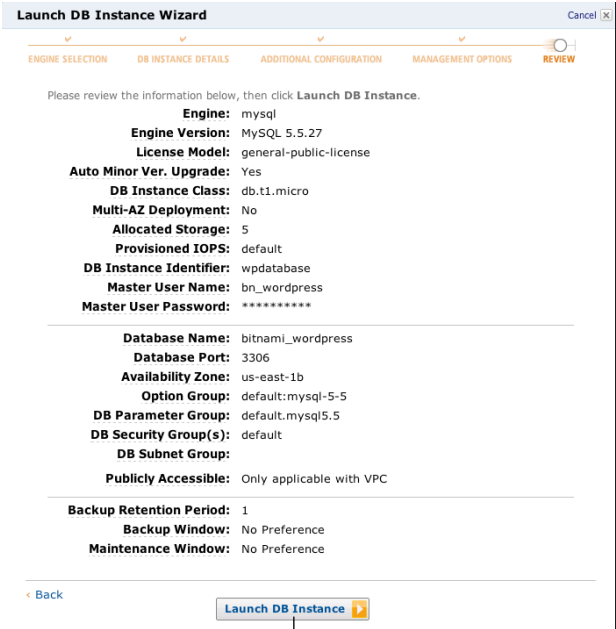 Launch DB Instance Wizard
Cancel x
ENGINE SELECTION DB INSTANCE DETAILS ADDITIONAL CONFIGURATION MANAGEMENT OPTIONS REVIEW
Please review the information below, then click Launch DB Instance.
Engine: mysql
Engine Version: MySQL 5.5.27
License Model: general-public-license
Auto Minor Ver. Upgrade: Yes
DB Instance Class: db.t1.micro
Multi-AZ Deployment: No
Allocated Storage: 5
Provisioned IOPS: default
DB Instance Identifier: wpdatabase
Master User Name: bn_wordpress
Master User Password: **********
Database Name: bitnami_wordpress
Database Port: 3306
Availability Zone: us-east-1b
Option Group: default:mysql-5-5
DB Parameter Group: default.mysql5.5
DB Security Group(s): default
DB Subnet Group:
Publicly Accessible: Only applicable with VPC
Backup Retention Period: 1
Backup Window: No Preference
Maintenance Window: No Preference
‹ Back
Launch DB Instance